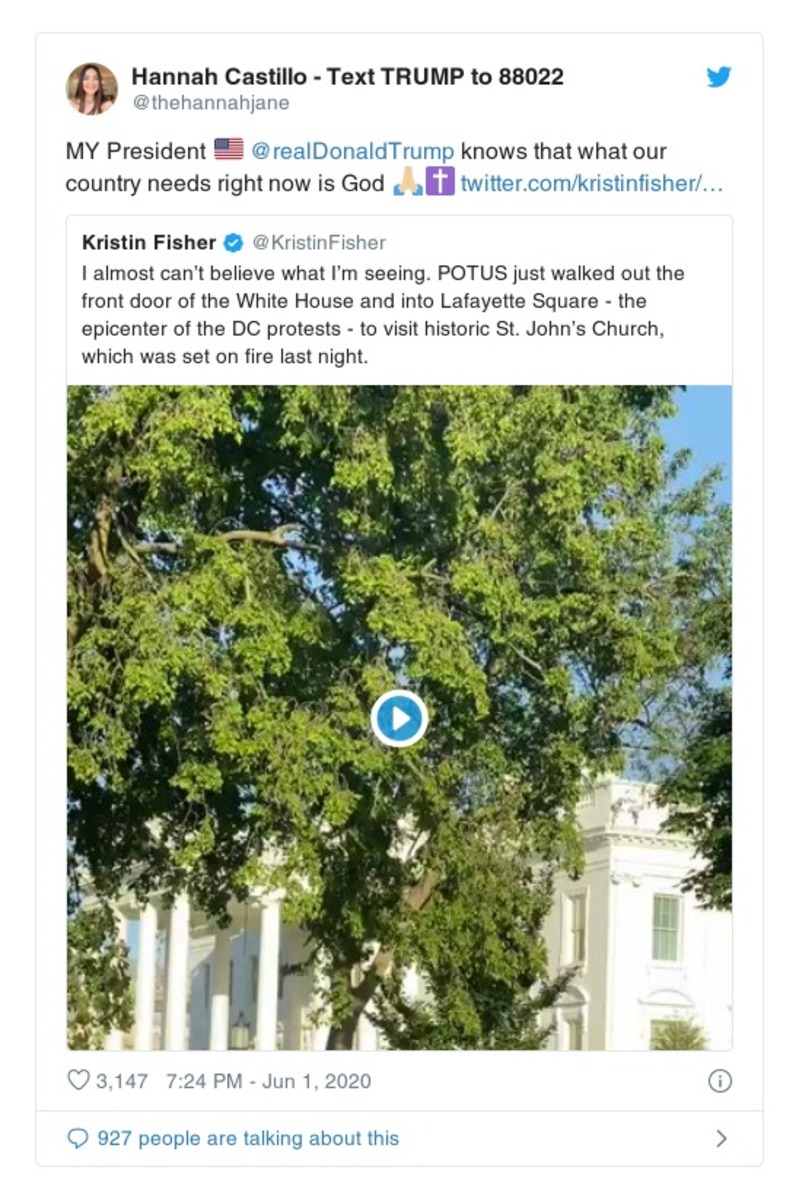 Hannah Castillo - Text TRUMP to 88022
@thehannahjane
MY President 🇺🇸 @realDonaldTrump knows that what our
country needs right now is God 🙏🏼✝️ twitter.com/kristinfisher/…
Kristin Fisher @KristinFisher
I almost can’t believe what I’m seeing. POTUS just walked out the
front door of the White House and into Lafayette Square - the
epicenter of the DC protests - to visit historic St. John’s Church,
which was set on fire last night.
3,147 7:24 PM - Jun 1, 2020
927 people are talking about this